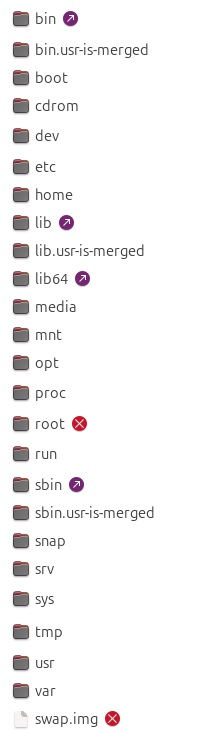 bin
bin.usr-is-merged
boot
cdrom
dev
etc
home
lib
lib.usr-is-merged
lib64
media
mnt
opt
proc
root
run
sbin
sbin.usr-is-merged
snap
srv
sys
tmp
usr
var
swap.img